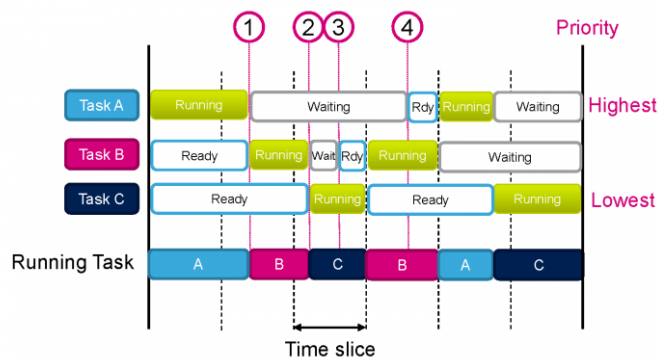 1 2 3 4 Priority
Task A Running Waiting Rdy Running Waiting Highest
Task B Ready Running Wait Rdy Running Waiting
Task C Ready Running Ready Running Lowest
Running Task A B C B A C
Time slice